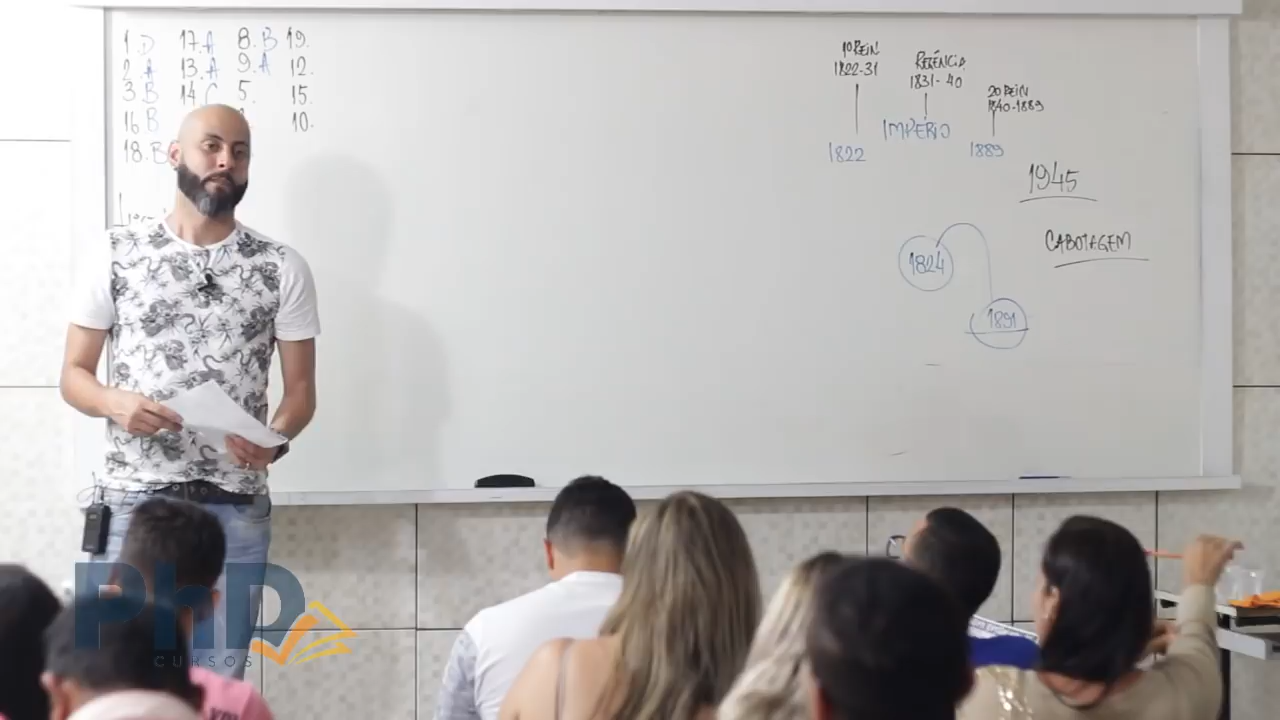 1. D 17. A 8. B 19.
2. A 13. A 9. A 12.
3. B 14. C 5. 15.
16 B 10.
18. B
1º REIN
1822-31
REGÊNCIA
1831-40
2º REIN
1840-1889
IMPÉRIO
1822
1889
1945
CABOTAGEM
1824
1891
PhD
CURSOS